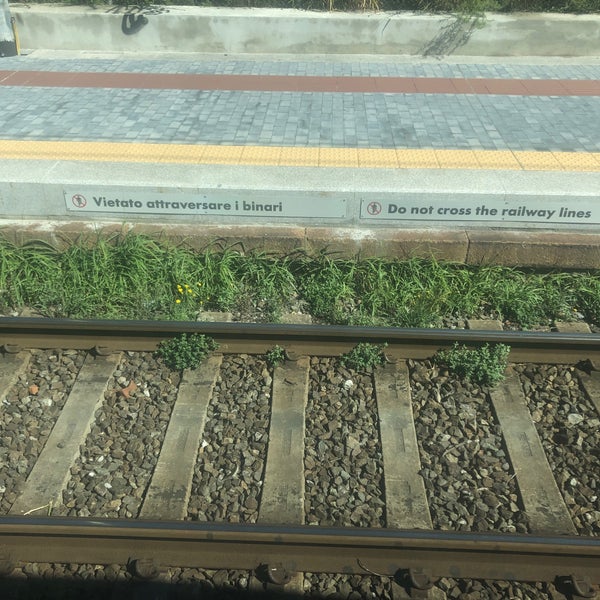 Vietato attraversare i binari
Do not cross the railway lines